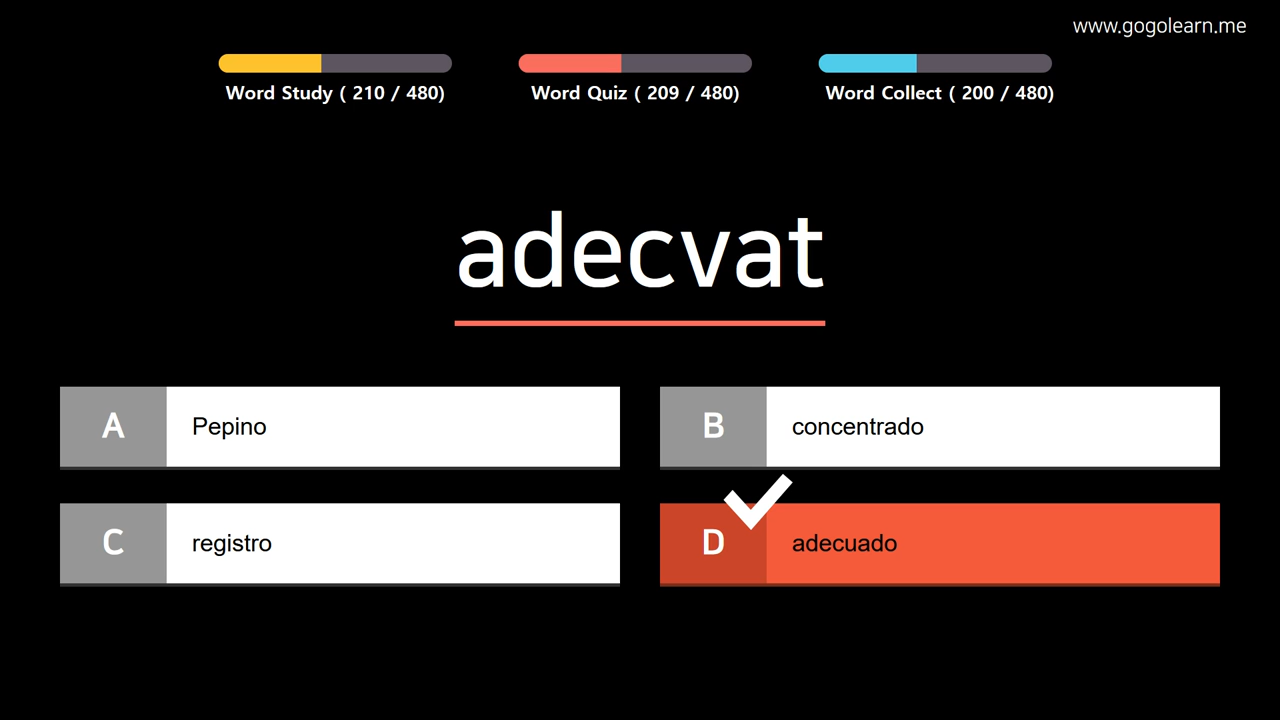 www.gogolearn.me
Word Study ( 210 / 480)
Word Quiz ( 209 / 480)
Word Collect ( 200 / 480)
adecvat
A Pepino
B concentrado
C registro
D adecuado